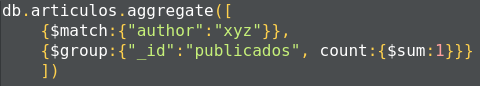 db.articulos.aggregate([
{$match:{"author":"xyz"}},
{$group:{"_id":"publicados", count:{$sum:1}}}
])